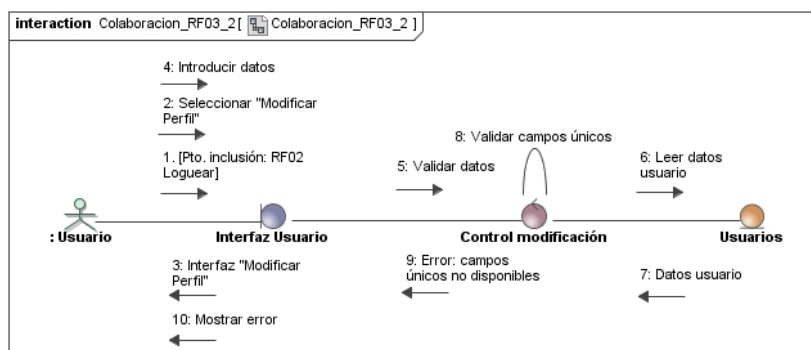 interaction Colaboracion_RF03_2[ Colaboracion_RF03_2 ]
4: Introducir datos
2: Seleccionar "Modificar
Perfil"
1. [Pto. inclusión: RF02
Loguear]
5: Validar datos
8: Validar campos únicos
6: Leer datos
usuario
: Usuario
Interfaz Usuario
Control modificación
Usuarios
3: Interfaz "Modificar
Perfil"
10: Mostrar error
9: Error: campos
únicos no disponibles
7: Datos usuario